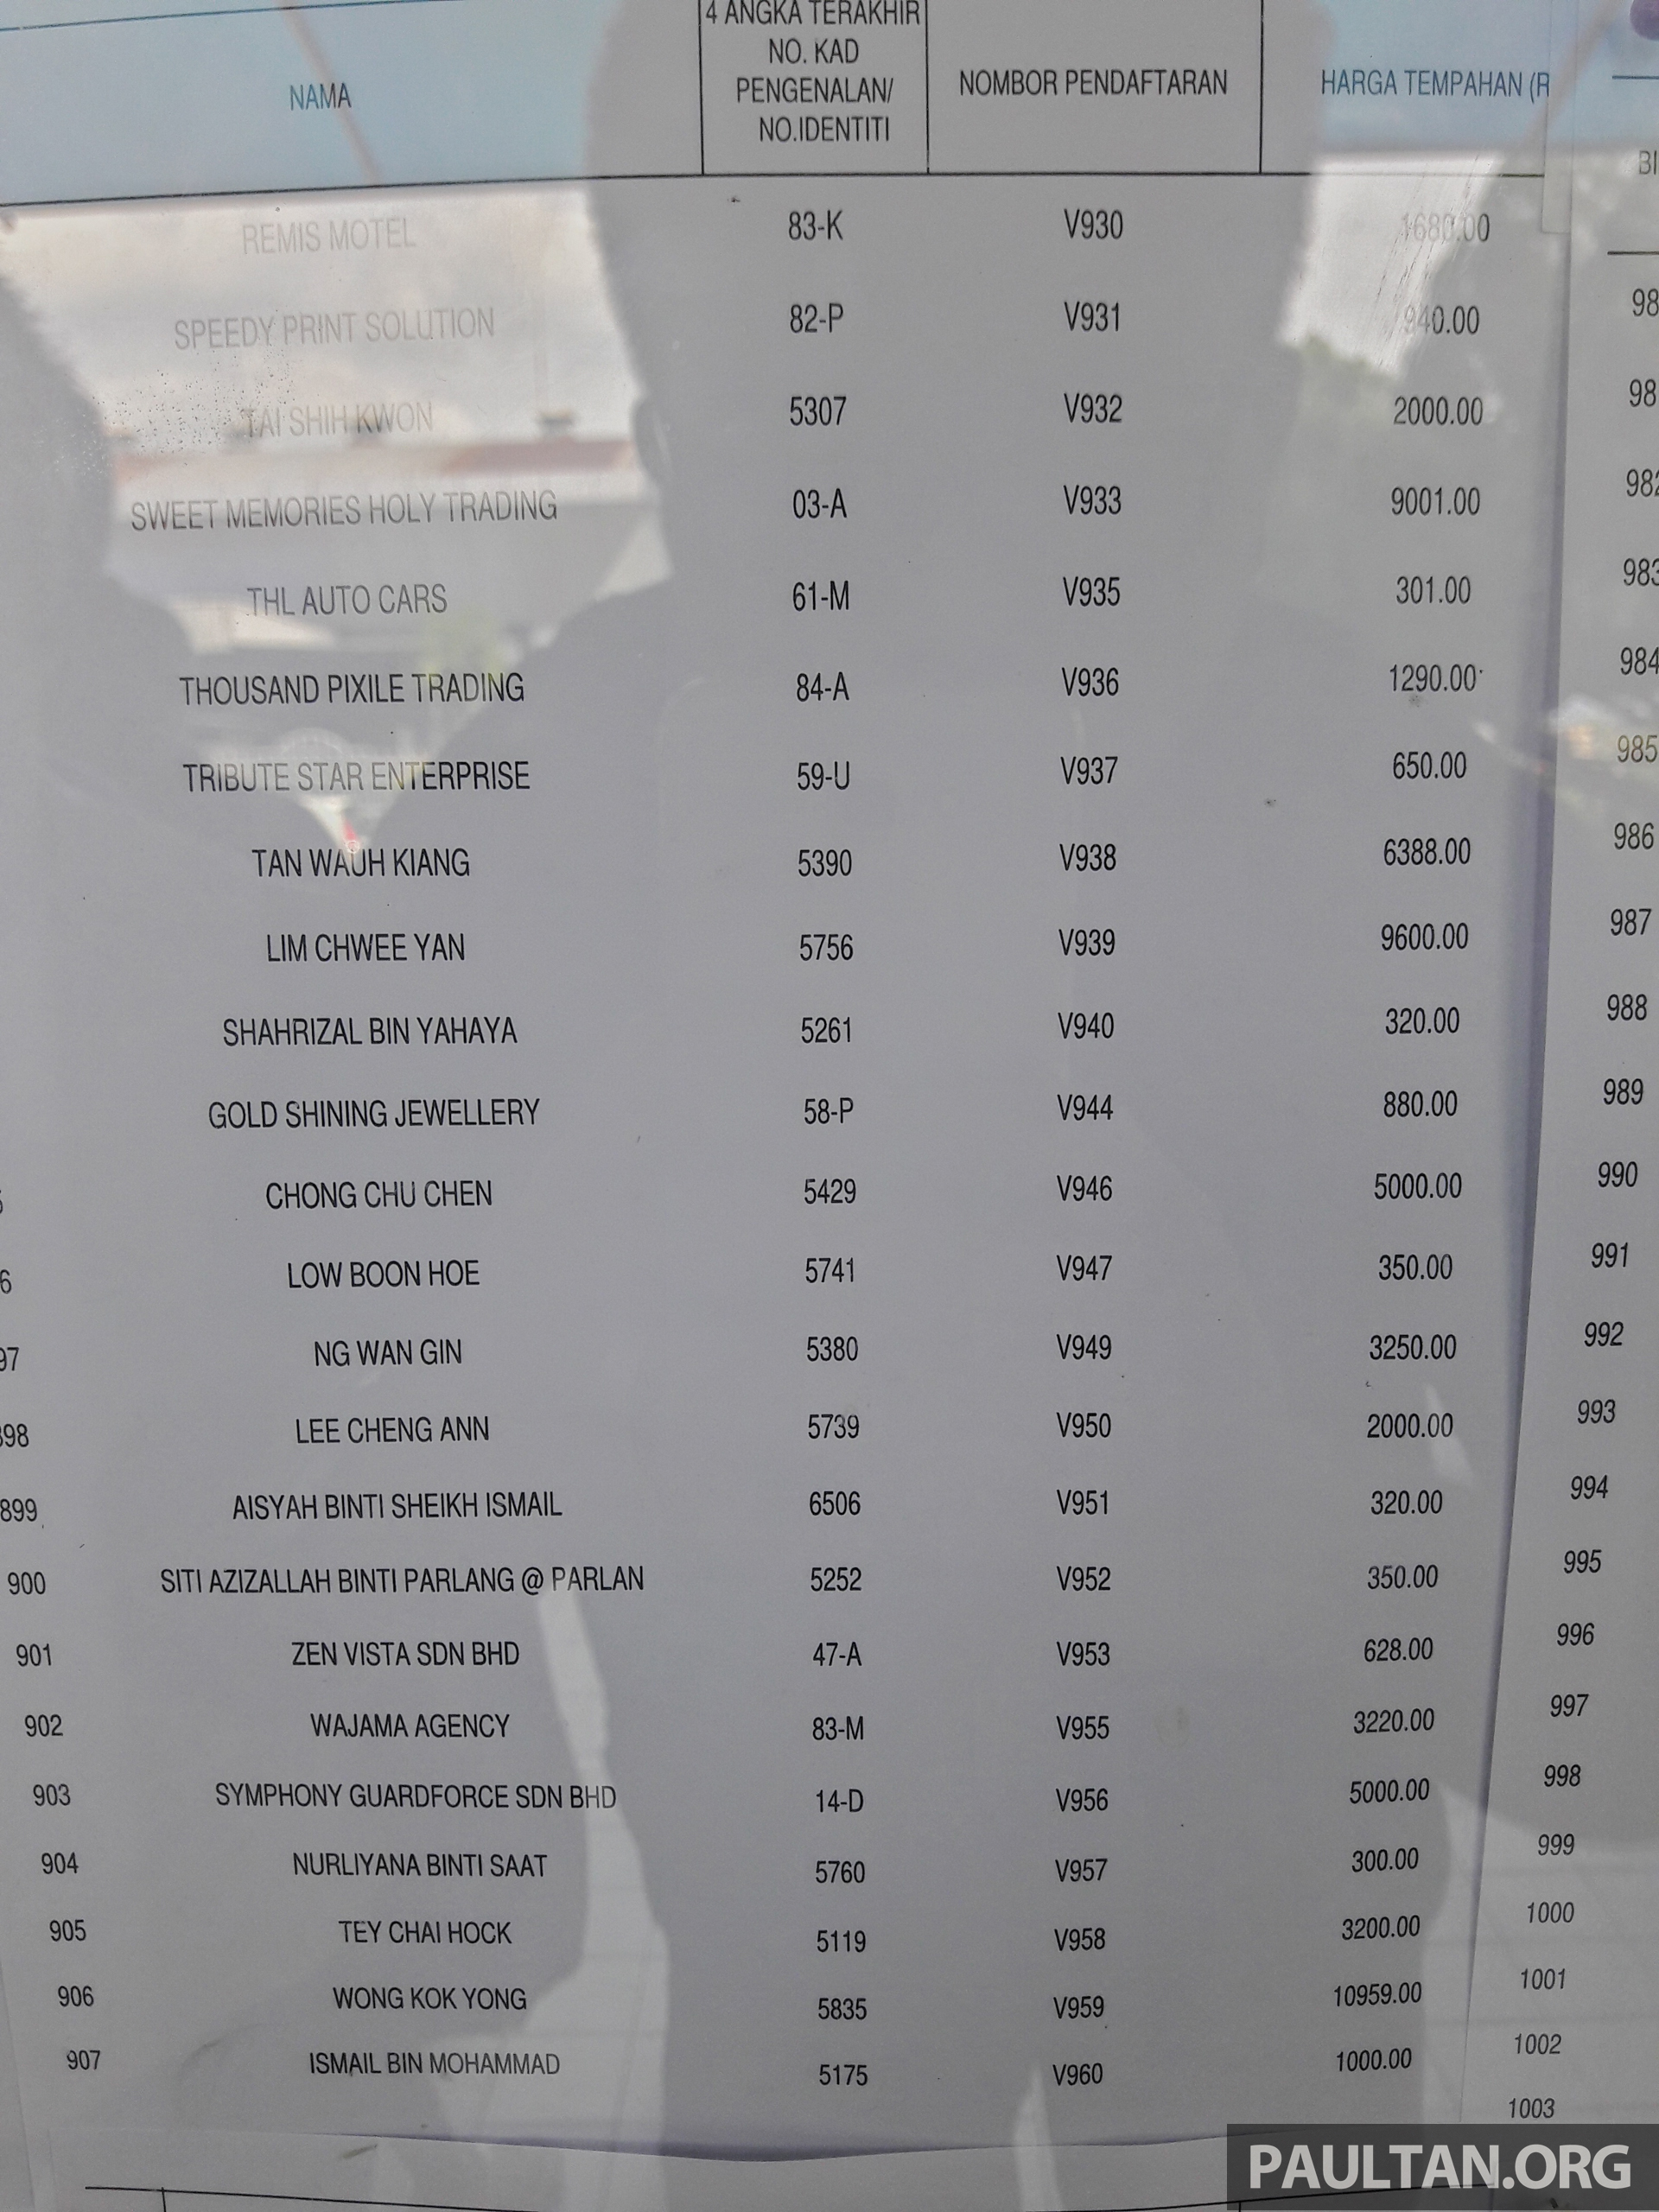 NAMA
4 ANGKA TERAKHIR
NO. KAD
PENGENALAN/
NO.IDENTITI
NOMBOR PENDAFTARAN
HARGA TEMPAHAN (R
REMIS MOTEL 83-K V930 1680.00
SPEEDY PRINT SOLUTION 82-P V931 940.00
TAI SHIH KWON 5307 V932 2000.00
SWEET MEMORIES HOLY TRADING 03-A V933 9001.00 982
THL AUTO CARS 61-M V935 301.00 983
THOUSAND PIXILE TRADING 84-A V936 1290.00 984
TRIBUTE STAR ENTERPRISE 59-U V937 650.00 985
TAN WAUH KIANG 5390 V938 6388.00 986
LIM CHWEE YAN 5756 V939 9600.00 987
SHAHRIZAL BIN YAHAYA 5261 V940 320.00 988
GOLD SHINING JEWELLERY 58-P V944 880.00 989
CHONG CHU CHEN 5429 V946 5000.00 990
LOW BOON HOE 5741 V947 350.00 991
NG WAN GIN 5380 V949 3250.00 992
LEE CHENG ANN 5739 V950 2000.00 993
899 AISYAH BINTI SHEIKH ISMAIL 6506 V951 320.00 994
900 SITI AZIZALLAH BINTI PARLANG @ PARLAN 5252 V952 350.00 995
901 ZEN VISTA SDN BHD 47-A V953 628.00 996
902 WAJAMA AGENCY 83-M V955 3220.00 997
903 SYMPHONY GUARDFORCE SDN BHD 14-D V956 5000.00 998
904 NURLIYANA BINTI SAAT 5760 V957 300.00 999
905 TEY CHAI HOCK 5119 V958 3200.00 1000
906 WONG KOK YONG 5835 V959 10959.00 1001
907 ISMAIL BIN MOHAMMAD 5175 V960 1000.00 1002
1003
PAULTAN.ORG